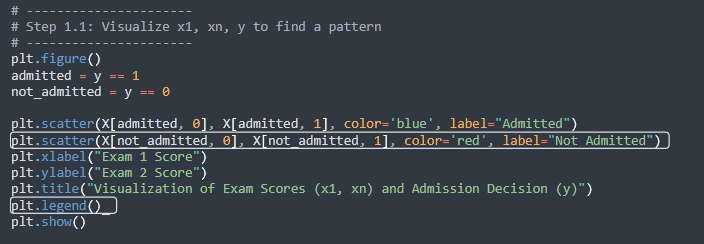 # ----------------------
# Step 1.1: Visualize x1, xn, y to find a pattern
# ----------------------
plt.figure()
admitted = y == 1
not_admitted = y == 0
plt.scatter(X[admitted, 0], X[admitted, 1], color='blue', label="Admitted")
plt.scatter(X[not_admitted, 0], X[not_admitted, 1], color='red', label="Not Admitted")
plt.xlabel("Exam 1 Score")
plt.ylabel("Exam 2 Score")
plt.title("Visualization of Exam Scores (x1, xn) and Admission Decision (y)")
plt.legend()
plt.show()